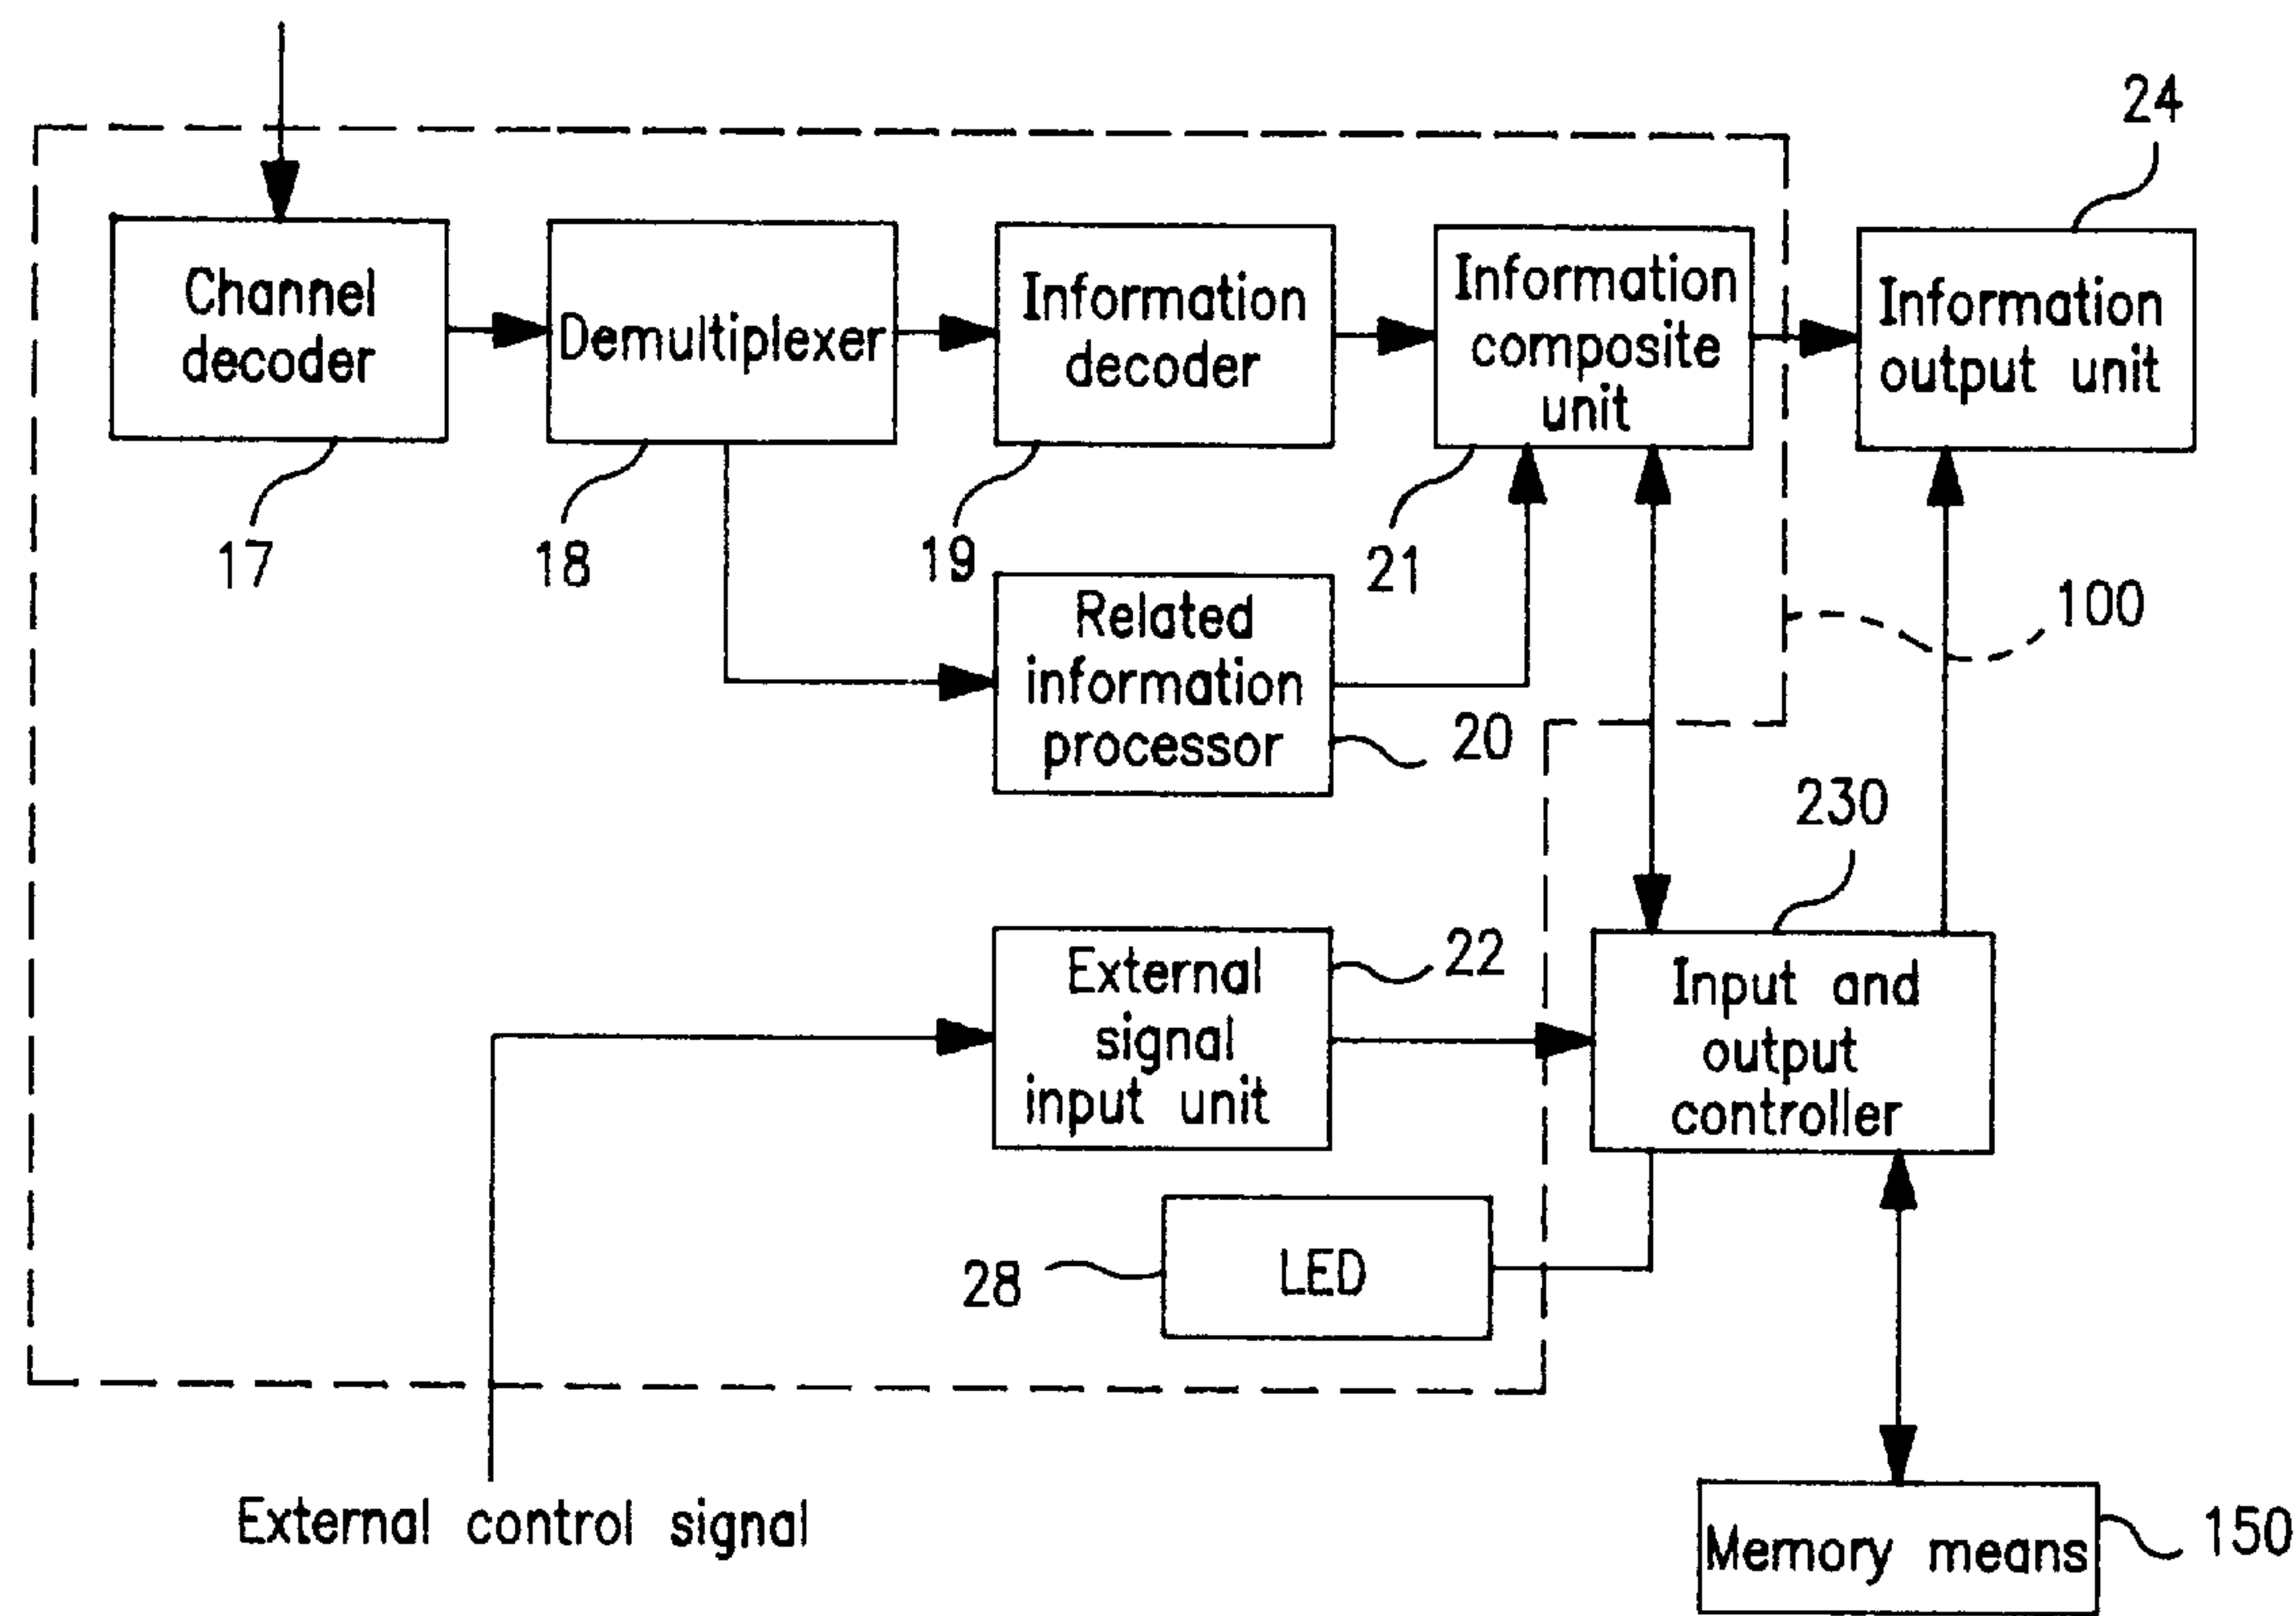 24
Channel
decoder
Demultiplexer
Information
decoder
Information
composite
unit
Information
output unit
17
18
19
21
Related
information
processor
20
100
230
External
signal
input unit
22
Input and
output
controller
28
LED
External control signal
Memory means
150